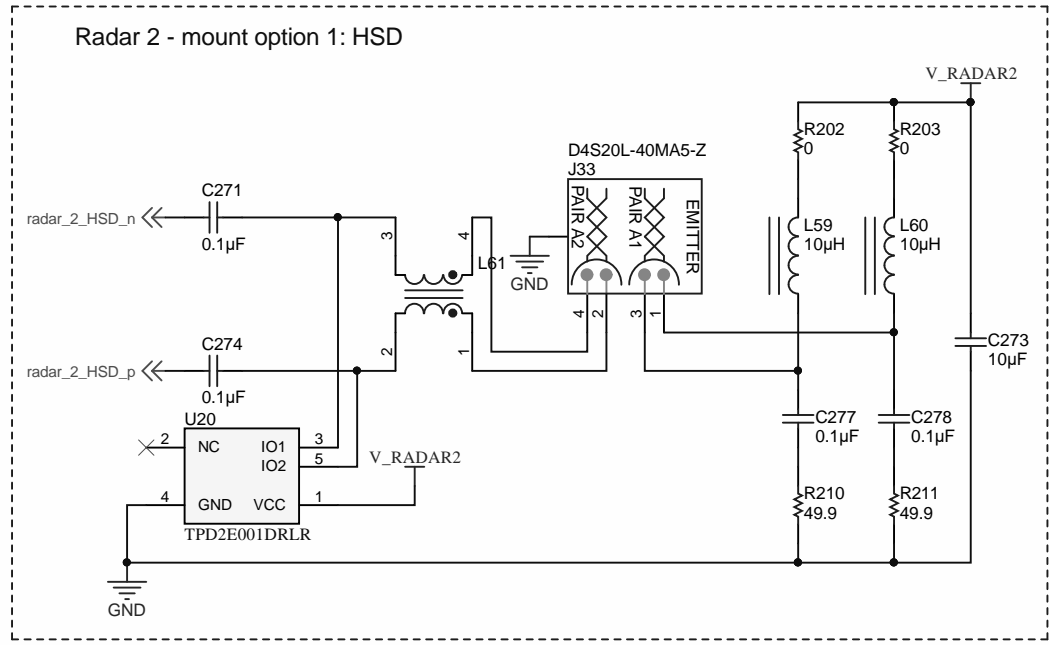 Radar 2 - mount option 1: HSD
V_RADAR2
R202
0
R203
0
D4S20L-40MA5-Z
J33
PAIR A2
PAIR A1
EMITTER
C271
radar_2_HSD_n
0.1µF
3
4
L61
GND
L59
10µH
L60
10µH
4
2
3
1
C274
radar_2_HSD_p
0.1µF
2
1
C273
10µF
U20
2
NC
IO1
3
IO2
5
V_RADAR2
4
GND
VCC
1
TPD2E001DRLR
C277
0.1µF
C278
0.1µF
R210
49.9
R211
49.9
GND